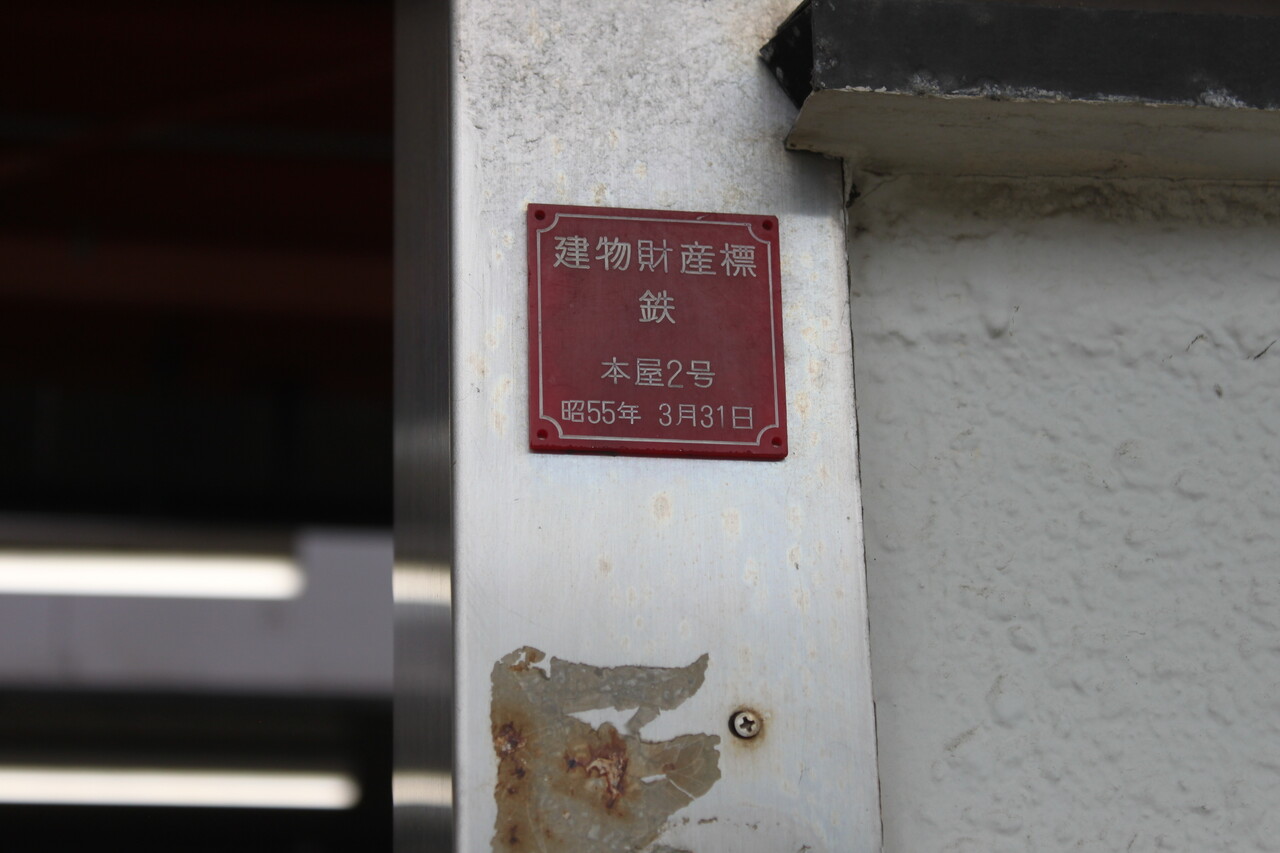 建物財産標
鉄
本屋2号
昭55年 3月31日